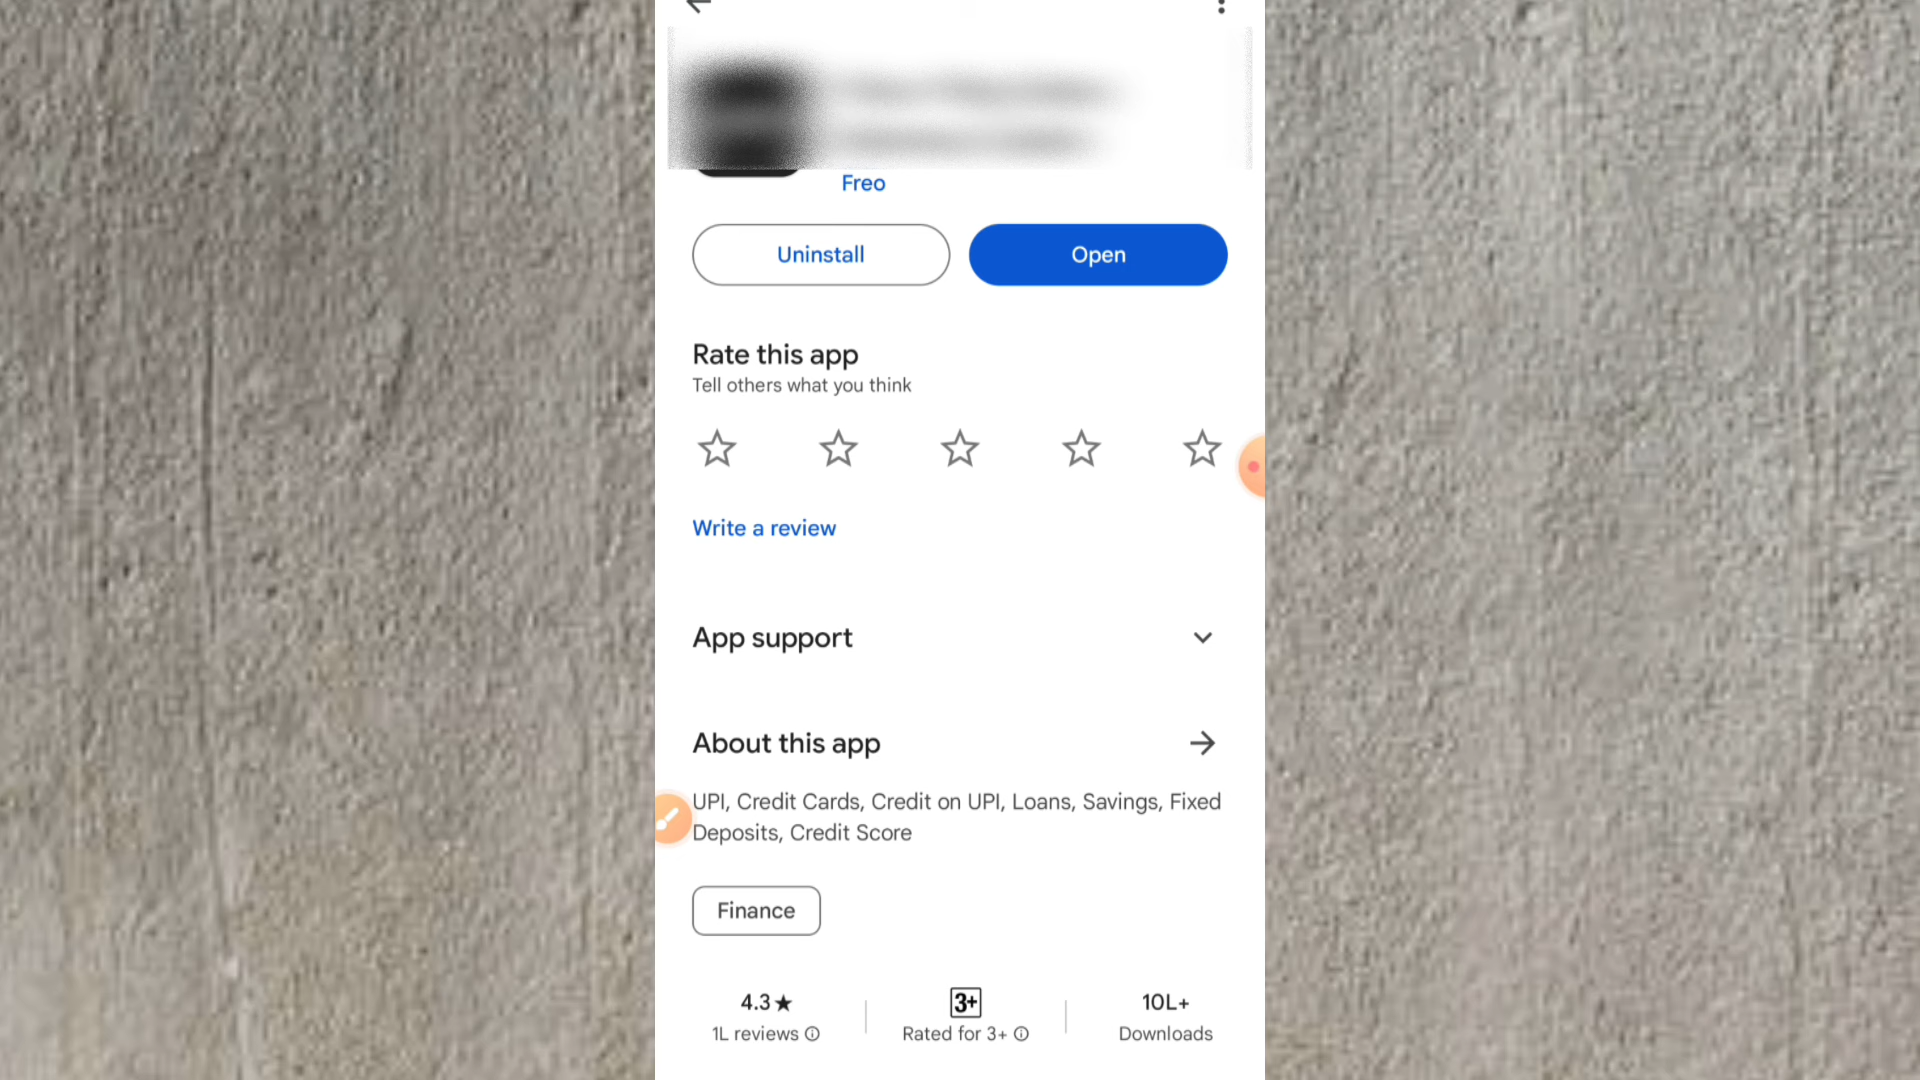 Freo
Uninstall
Open
Rate this app
Tell others what you think
Write a review
App support
About this app
UPI, Credit Cards, Credit on UPI, Loans, Savings, Fixed
Deposits, Credit Score
Finance
4.3★
3+
10L+
1L reviews
Rated for 3+
Downloads